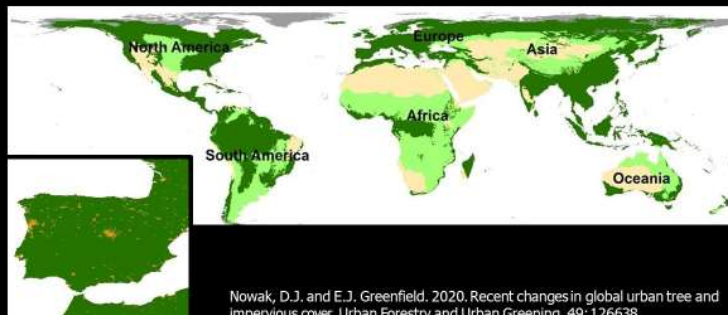 North America
Europe
Asia
Africa
South America
Oceania
Nowak, D.J. and E.J. Greenfield. 2020. Recent changes in global urban tree and
impervious cover. Urban Forestry and Urban Greening. 49: 126638